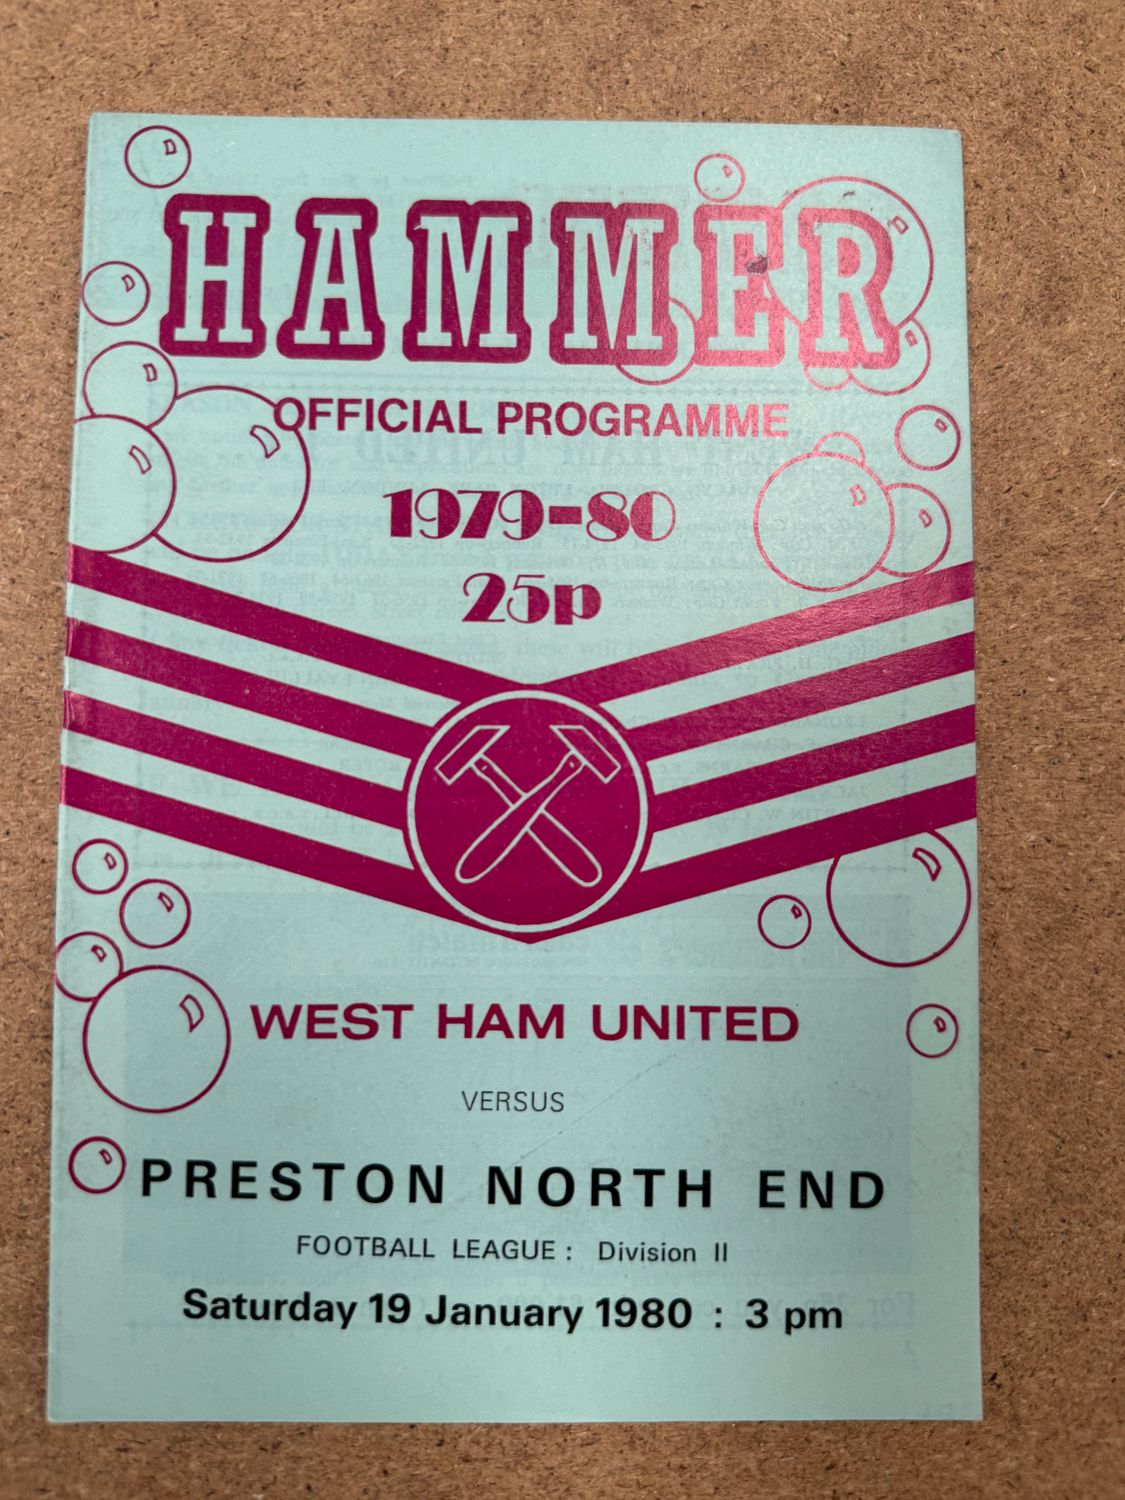 HAMMER
OFFICIAL PROGRAMME
1979-80
25p
WEST HAM UNITED
VERSUS
PRESTON NORTH END
FOOTBALL LEAGUE : Division II
Saturday 19 January 1980 : 3 pm